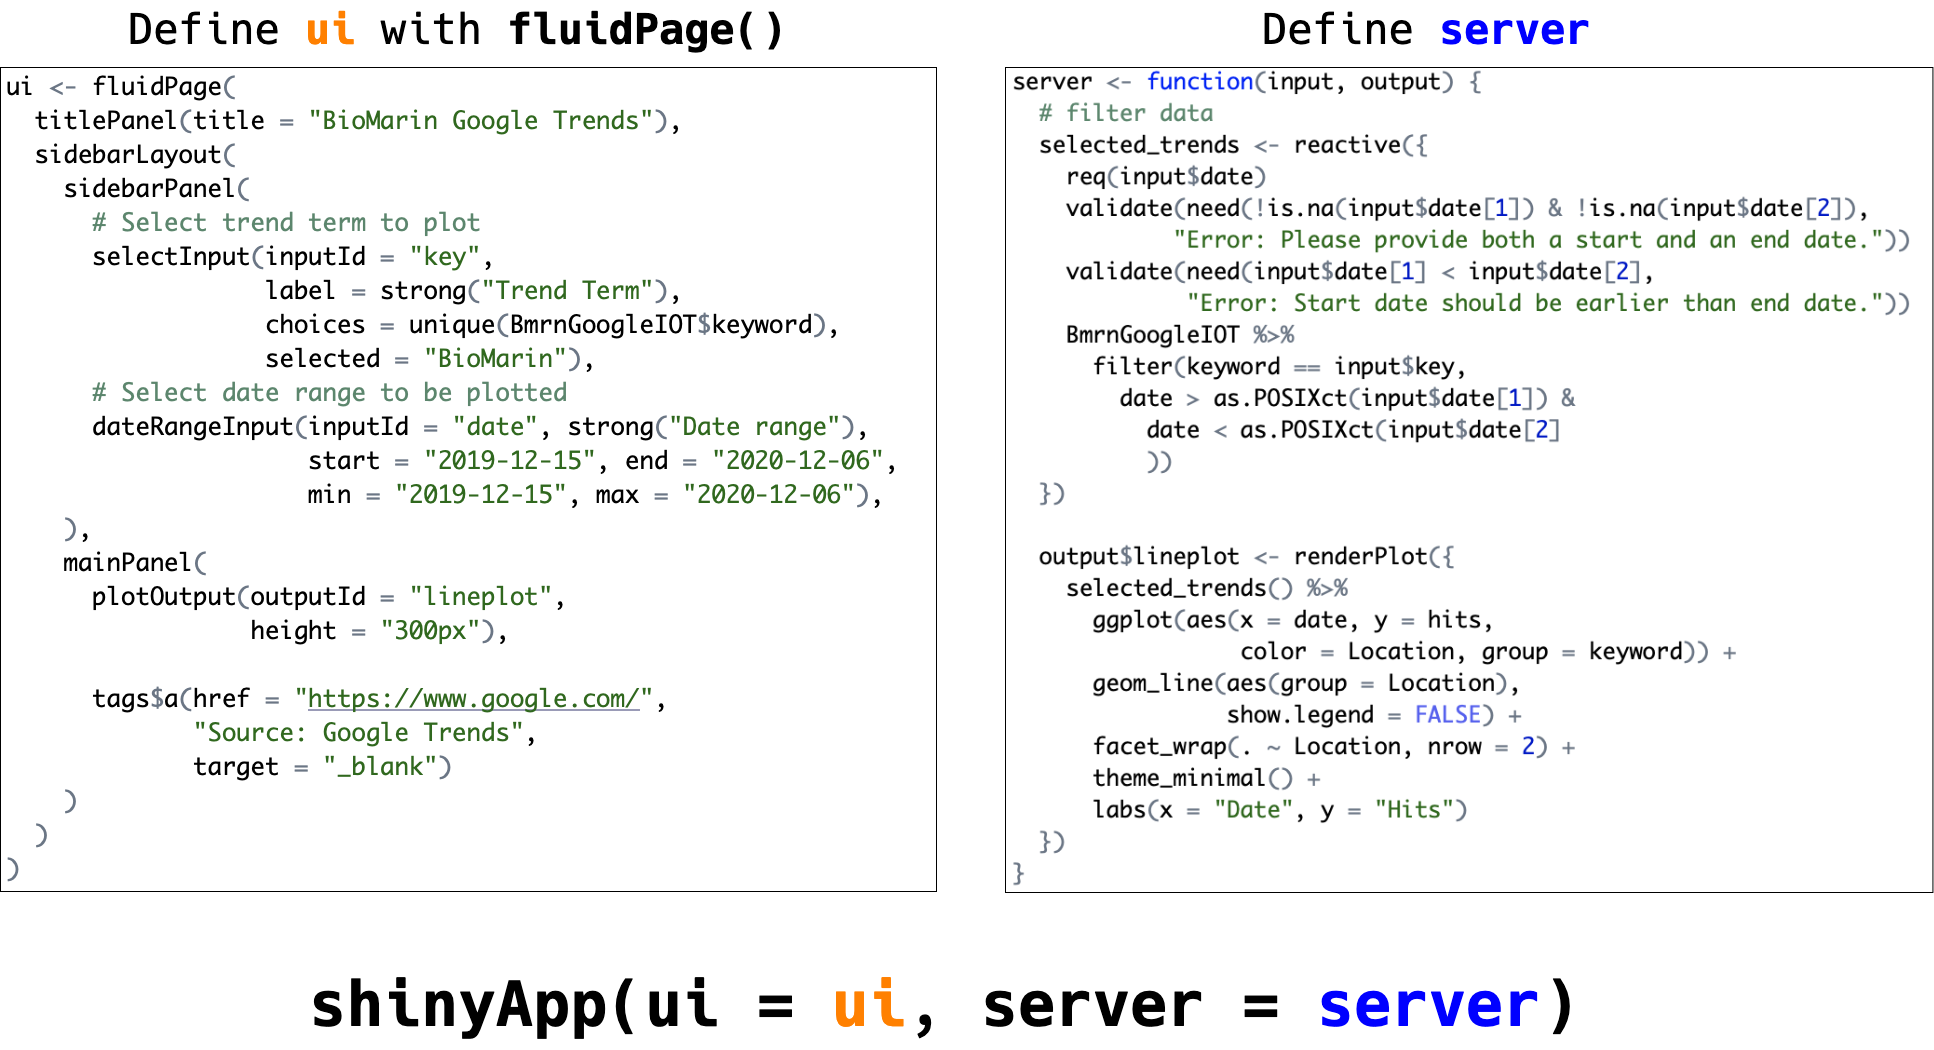 Define ui with fluidPage()
ui <- fluidPage(
  titlePanel(title = "BioMarin Google Trends"),
  sidebarLayout(
    sidebarPanel(
      # Select trend term to plot
      selectInput(inputId = "key",
                  label = strong("Trend Term"),
                  choices = unique(BmrnGoogleIOT$keyword),
                  selected = "BioMarin"),
      # Select date range to be plotted
      dateRangeInput(inputId = "date", strong("Date range"),
                     start = "2019-12-15", end = "2020-12-06",
                     min = "2019-12-15", max = "2020-12-06"),
    ),
    mainPanel(
      plotOutput(outputId = "lineplot",
                 height = "300px"),

      tags$a(href = "https://www.google.com/",
             "Source: Google Trends",
             target = "_blank")
    )
  )
)
Define server
server <- function(input, output) {
  # filter data
  selected_trends <- reactive({
    req(input$date)
    validate(need(!is.na(input$date[1]) & !is.na(input$date[2]),
            "Error: Please provide both a start and an end date."))
    validate(need(input$date[1] < input$date[2],
             "Error: Start date should be earlier than end date."))
    BmrnGoogleIOT %>%
      filter(keyword == input$key,
        date > as.POSIXct(input$date[1]) &
          date < as.POSIXct(input$date[2]
          ))
  })

  output$lineplot <- renderPlot({
    selected_trends() %>%
      ggplot(aes(x = date, y = hits,
                 color = Location, group = keyword)) +
      geom_line(aes(group = Location),
                show.legend = FALSE) +
      facet_wrap(. ~ Location, nrow = 2) +
      theme_minimal() +
      labs(x = "Date", y = "Hits")
  })
}
shinyApp(ui = ui, server = server)